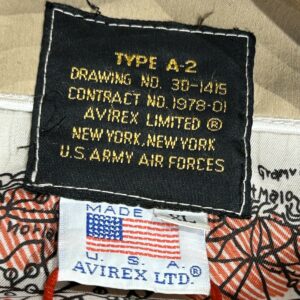 TYPE A-2
DRAWING NO. 30-1415
CONTRACT NO. 1978-01
AVIREX LIMITED ®
NEW YORK, NEW YORK
U.S. ARMY AIR FORCES
MADE
XL
U. S. A.
AVIREX LTD.®